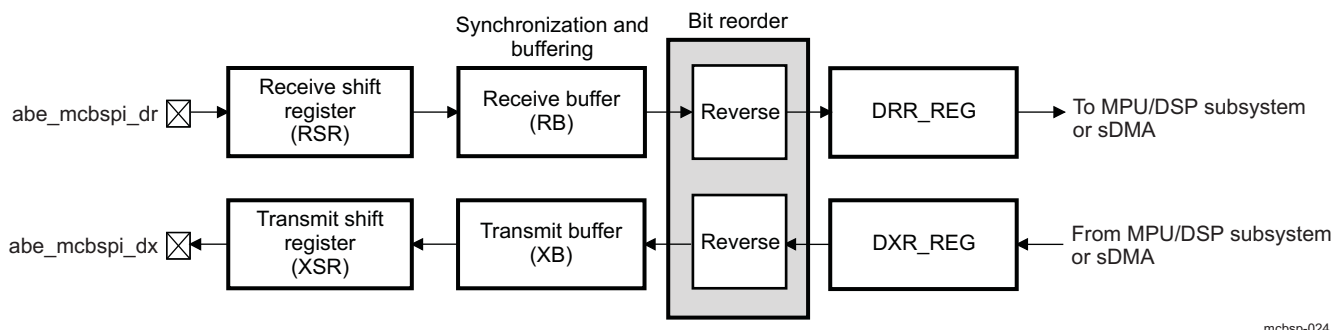 Bit reorder
Synchronization and
buffering
abe_mcbspi_dr
Receive shift
register
(RSR)
Receive buffer
(RB)
Reverse
DRR_REG
To MPU/DSP subsystem
or sDMA
abe_mcbspi_dx
Transmit shift
register
(XSR)
Transmit buffer
(XB)
Reverse
DXR_REG
From MPU/DSP subsystem
or sDMA
mcbsp-024